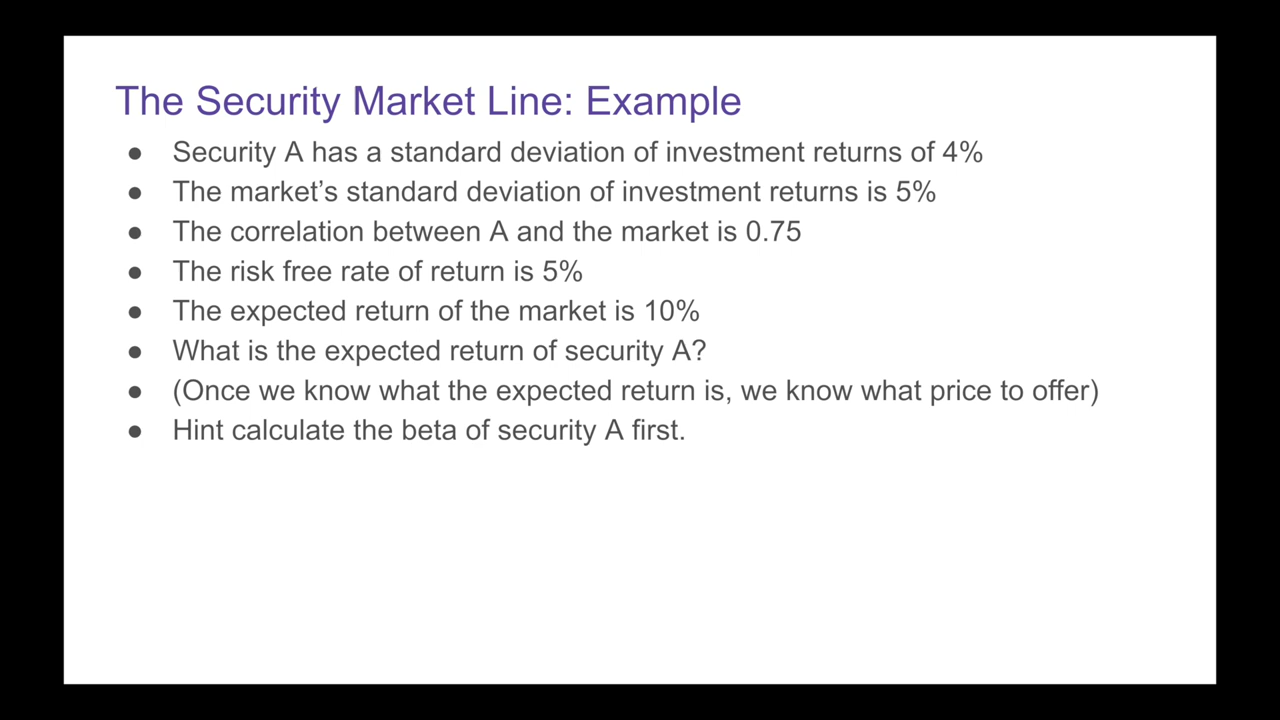 The Security Market Line: Example
● Security A has a standard deviation of investment returns of 4%
● The market’s standard deviation of investment returns is 5%
● The correlation between A and the market is 0.75
● The risk free rate of return is 5%
● The expected return of the market is 10%
● What is the expected return of security A?
● (Once we know what the expected return is, we know what price to offer)
● Hint calculate the beta of security A first.